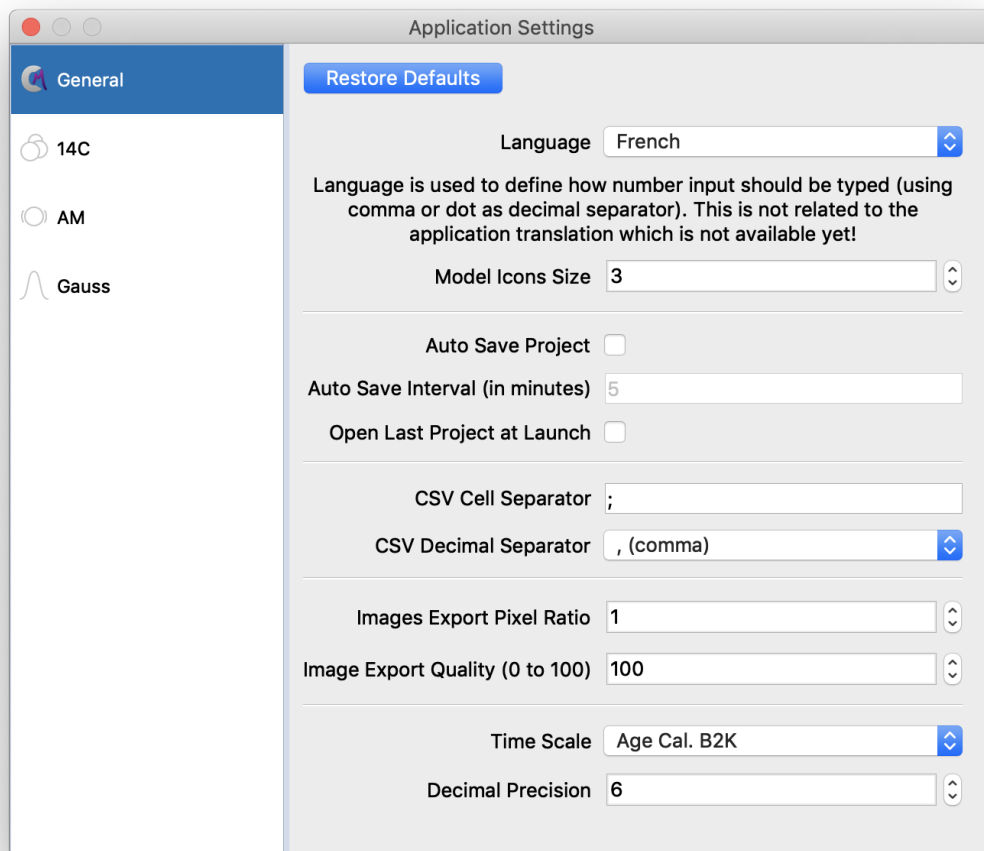 Application Settings
General
14C
AM
Gauss
Restore Defaults
Language French
Language is used to define how number input should be typed (using
comma or dot as decimal separator). This is not related to the
application translation which is not available yet!
Model Icons Size 3
Auto Save Project
Auto Save Interval (in minutes) 5
Open Last Project at Launch
CSV Cell Separator ;
CSV Decimal Separator , (comma)
Images Export Pixel Ratio 1
Image Export Quality (0 to 100) 100
Time Scale Age Cal. B2K
Decimal Precision 6